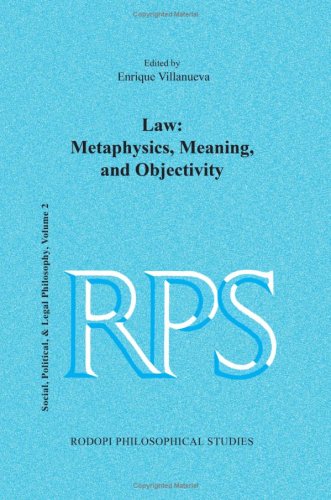 Edited by
Enrique Villanueva
Law:
Metaphysics, Meaning,
and Objectivity
Social, Political, & Legal Philosophy, Volume 2
RPS
RODOPI PHILOSOPHICAL STUDIES